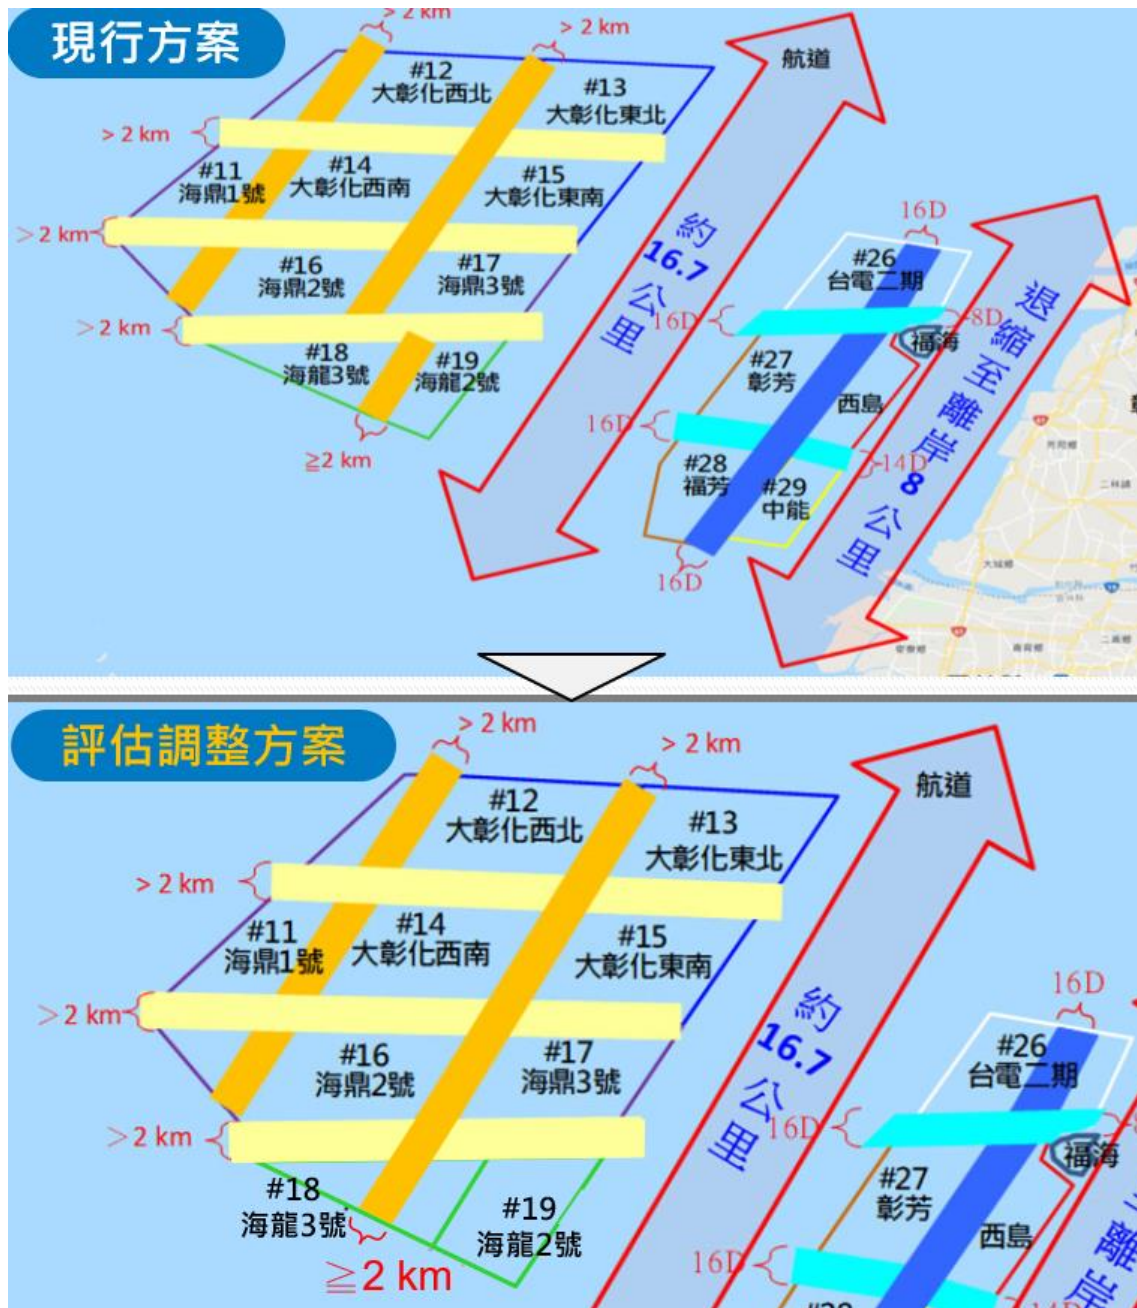 現行方案
> 2 km
> 2 km
航道
#12
大彰化西北
#13
大彰化東北
> 2 km
#11
海鼎1號
#14
大彰化西南
#15
大彰化東南
> 2 km
#16
海鼎2號
#17
海鼎3號
> 2 km
#18
海龍3號
#19
海龍2號
≧2 km
約
16.7
公
里
16D
#26
台電二期
16D
8D
福海
#27
彰芳
西島
16D
14D
#28
福芳
#29
中能
16D
退縮至離岸8公里
二林鎮
大城鄉
評估調整方案
> 2 km
> 2 km
航道
#12
大彰化西北
#13
大彰化東北
> 2 km
#11
海鼎1號
#14
大彰化西南
#15
大彰化東南
> 2 km
#16
海鼎2號
#17
海鼎3號
> 2 km
#18
海龍3號
#19
海龍2號
≧2 km
約
16.7
公
里
16D
#26
台電二期
16D
福海
#27
彰芳
西島
離
岸
16D
14D
#28